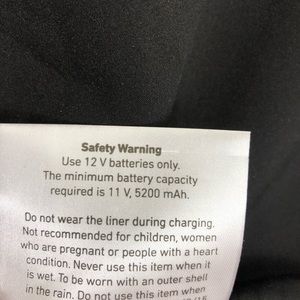 Safety Warning
Use 12 V batteries only.
The minimum battery capacity
required is 11 V, 5200 mAh.
Do not wear the liner during charging.
Not recommended for children, women
who are pregnant or people with a heart
condition. Never use this item when it
is wet. To be worn with an outer shell
in the rain. Do not use this item when